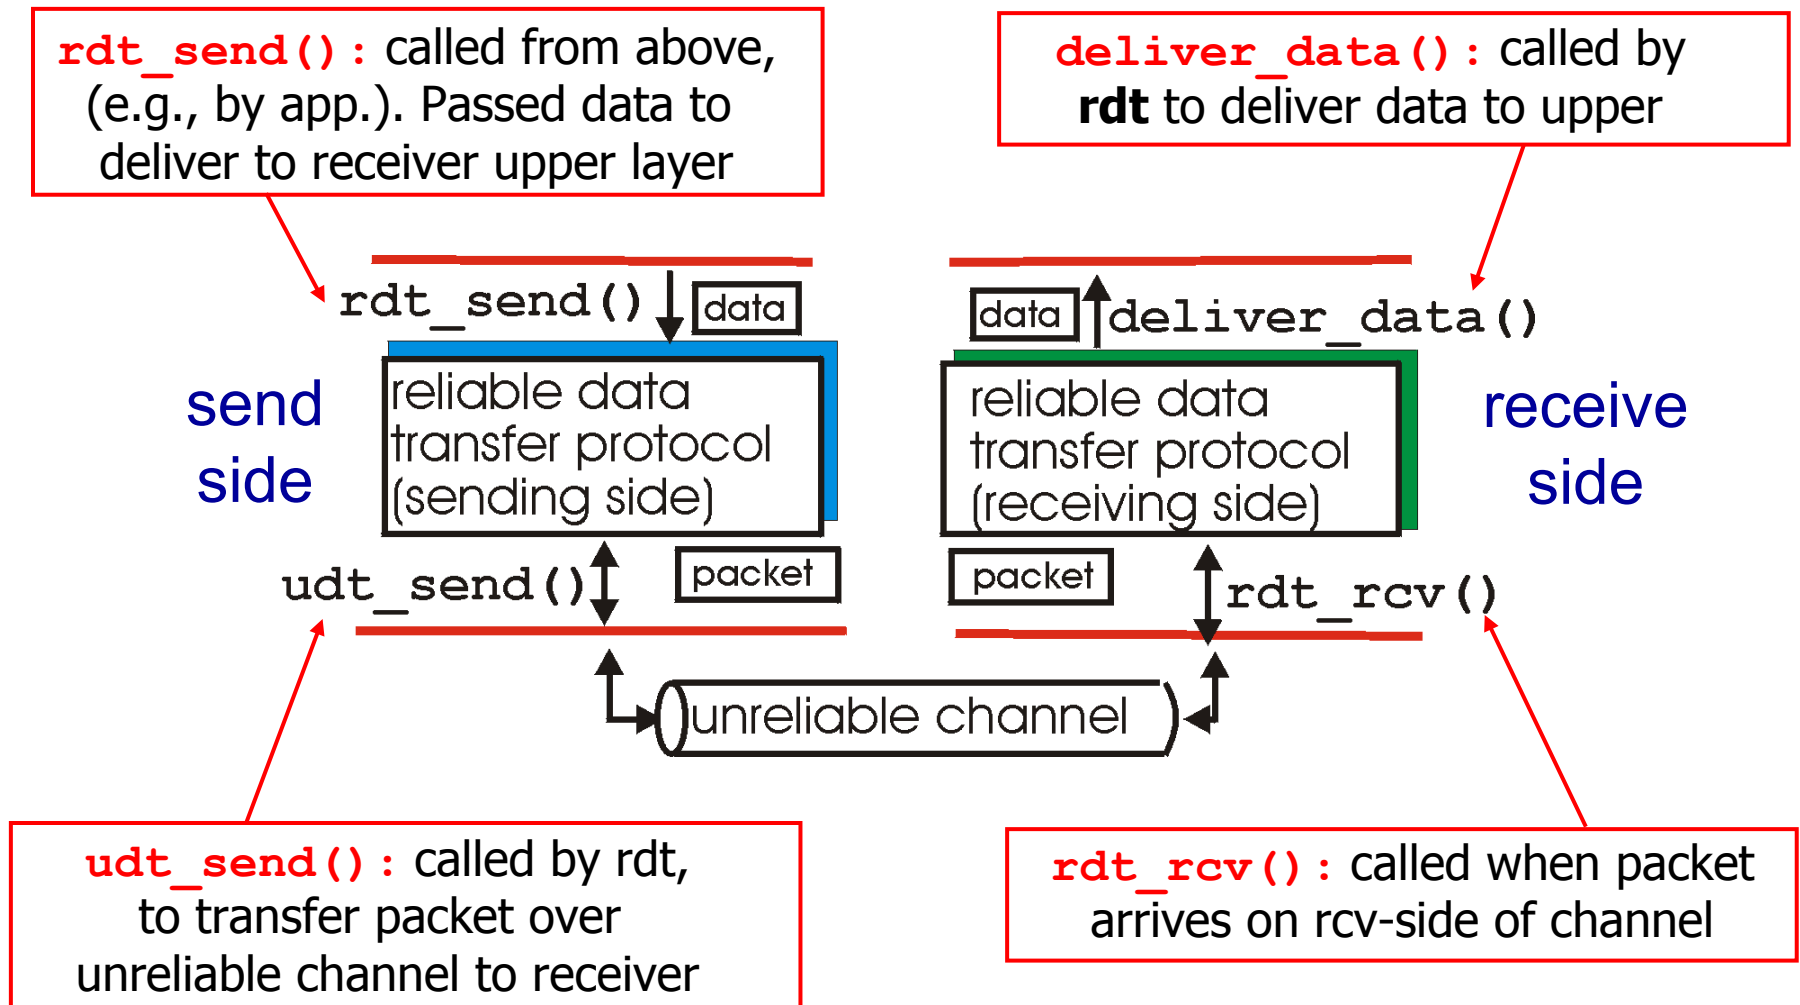 rdt_send(): called from above,
(e.g., by app.). Passed data to
deliver to receiver upper layer
deliver_data(): called by
rdt to deliver data to upper
rdt_send()
data
data
deliver_data()
send
side
reliable data
transfer protocol
(sending side)
reliable data
transfer protocol
(receiving side)
receive
side
udt_send()
packet
packet
rdt_rcv()
unreliable channel
udt_send(): called by rdt,
to transfer packet over
unreliable channel to receiver
rdt_rcv(): called when packet
arrives on rcv-side of channel